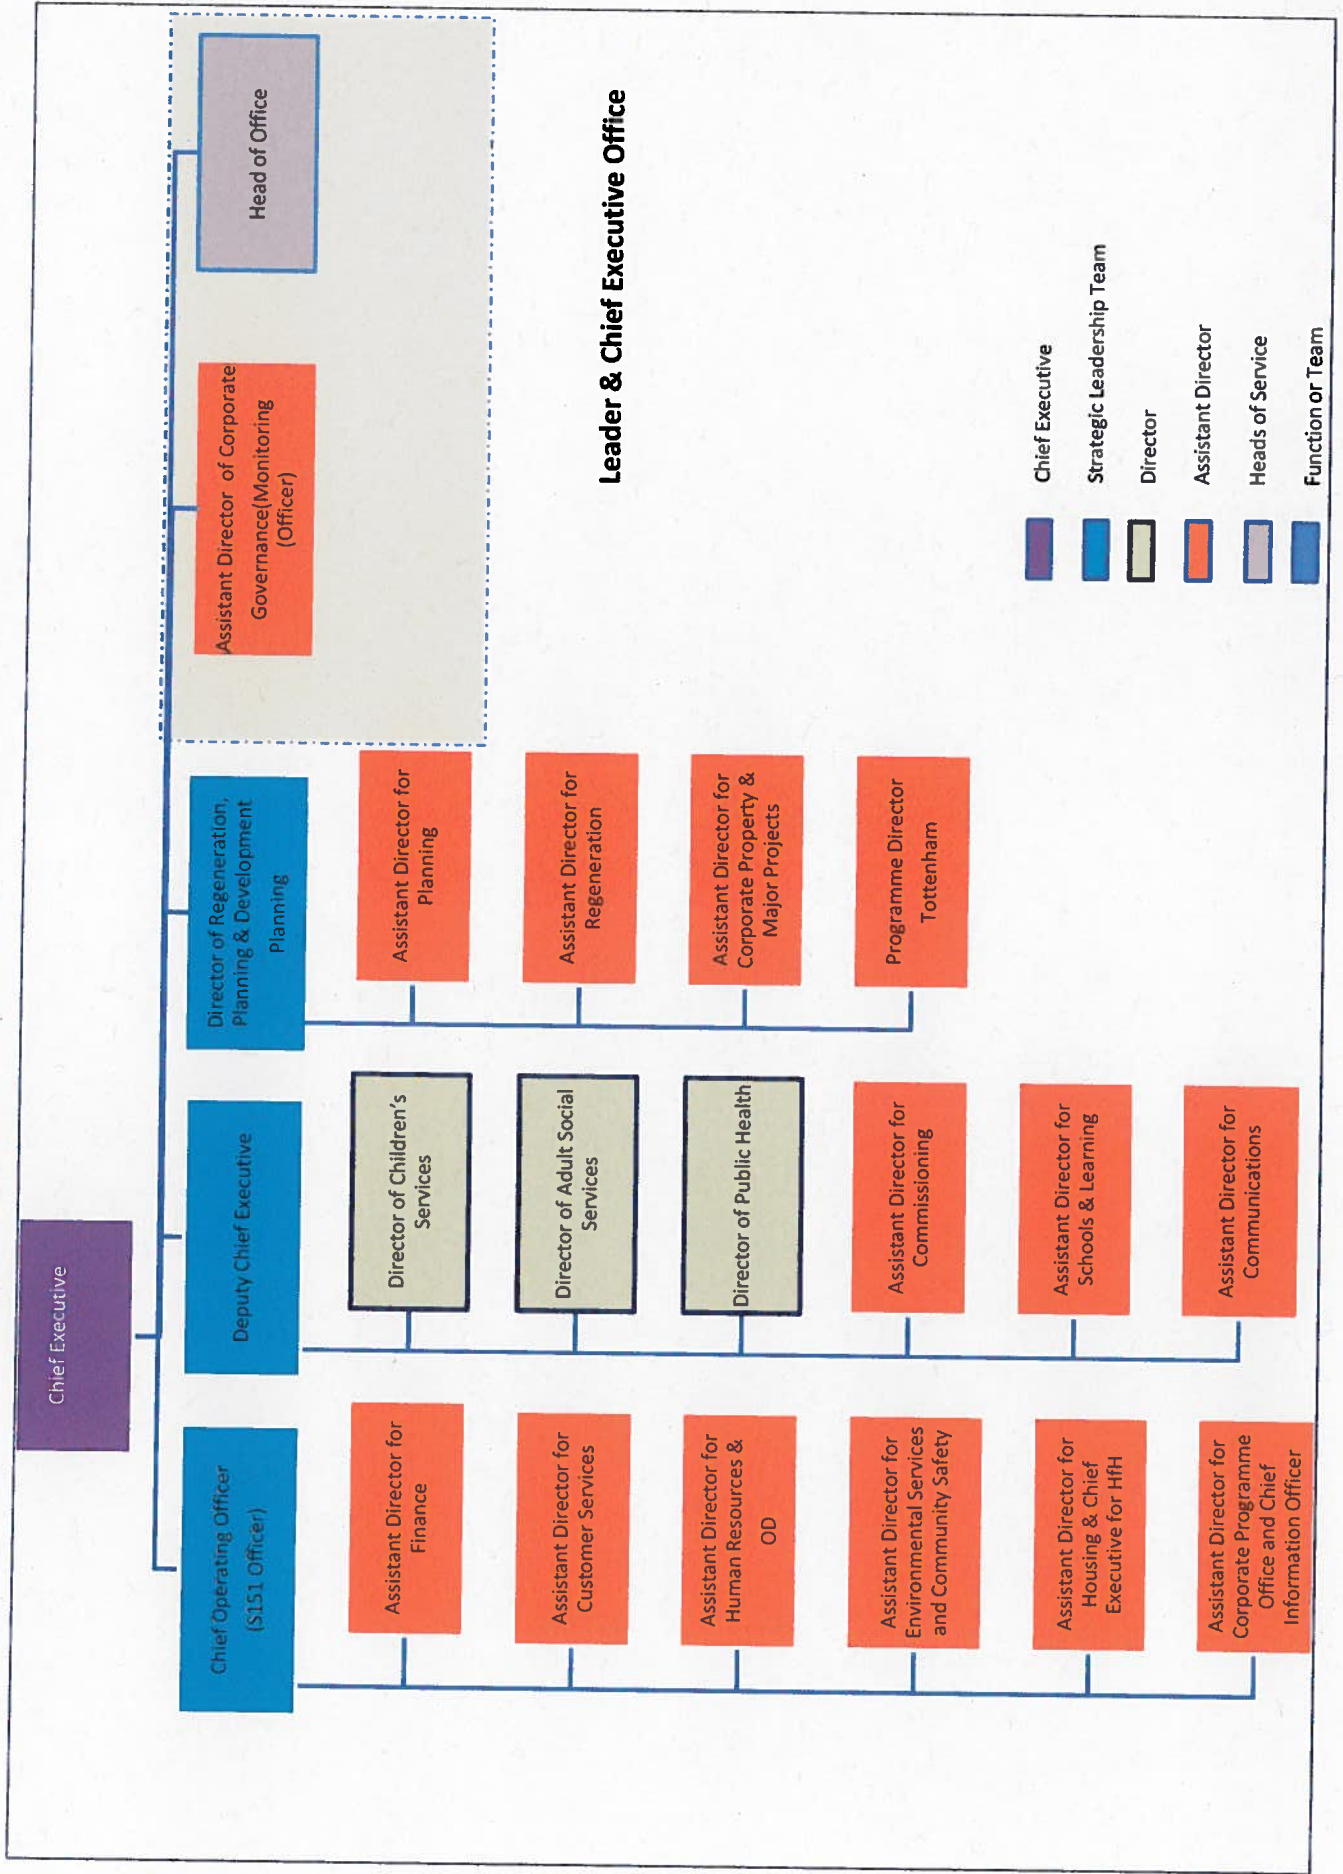 Chief Executive
Chief Operating Officer
(S151 Officer)
Assistant Director for
Finance
Assistant Director for
Customer Services
Assistant Director for
Human Resources &
OD
Assistant Director for
Environmental Services
and Community Safety
Assistant Director for
Housing & Chief
Executive for HfH
Assistant Director for
Corporate Programme
Office and Chief
Information Officer
Deputy Chief Executive
Director of Children's
Services
Director of Adult Social
Services
Director of Public Health
Assistant Director for
Commissioning
Assistant Director for
Schools & Learning
Assistant Director for
Communications
Director of Regeneration,
Planning & Development
Planning
Assistant Director for
Planning
Assistant Director for
Regeneration
Assistant Director for
Corporate Property &
Major Projects
Programme Director
Tottenham
Assistant Director of Corporate
Governance(Monitoring
(Officer)
Head of Office
Leader & Chief Executive Office
Chief Executive
Strategic Leadership Team
Director
Assistant Director
Heads of Service
Function or Team